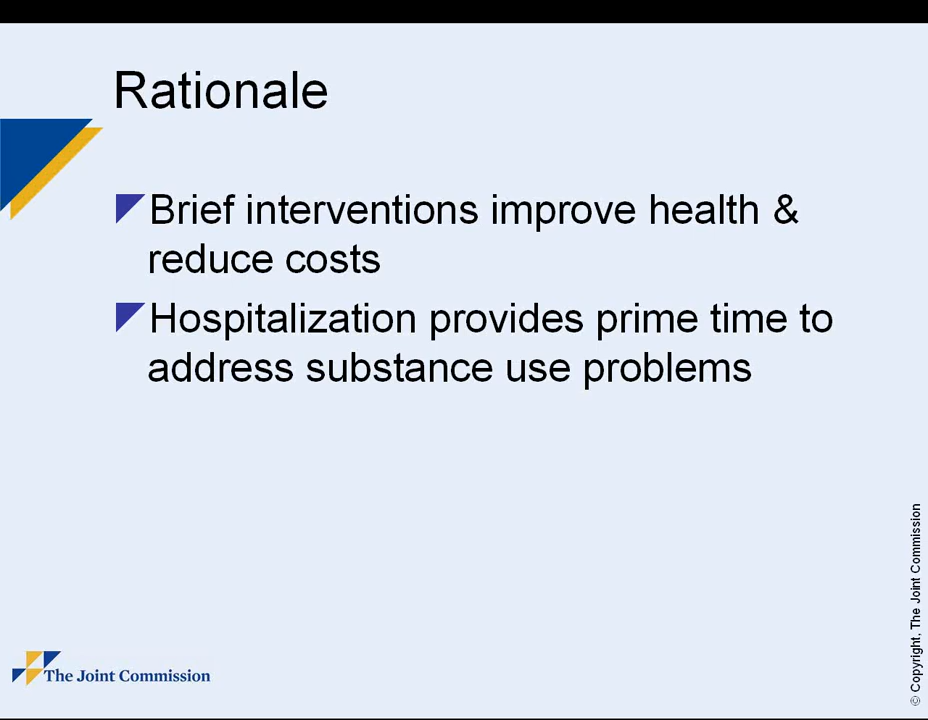 Rationale
Brief interventions improve health &
reduce costs
Hospitalization provides prime time to
address substance use problems
© Copyright, The Joint Commission
The Joint Commission